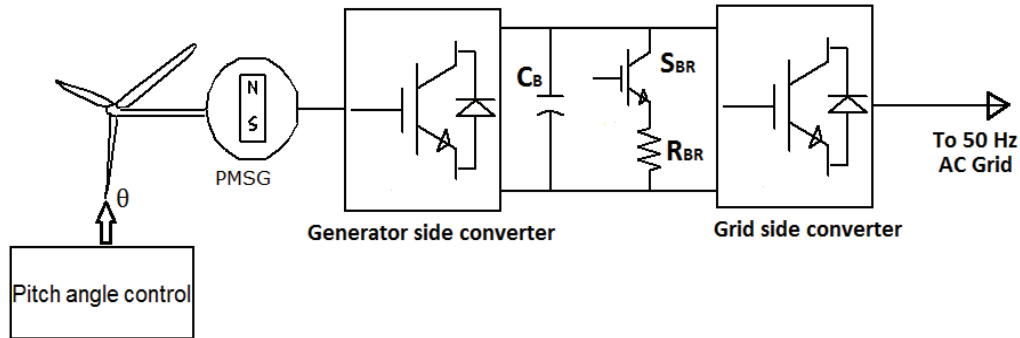 N
S
PMSG
θ
Pitch angle control
Generator side converter
C_B
S_BR
R_BR
Grid side converter
To 50 Hz
AC Grid